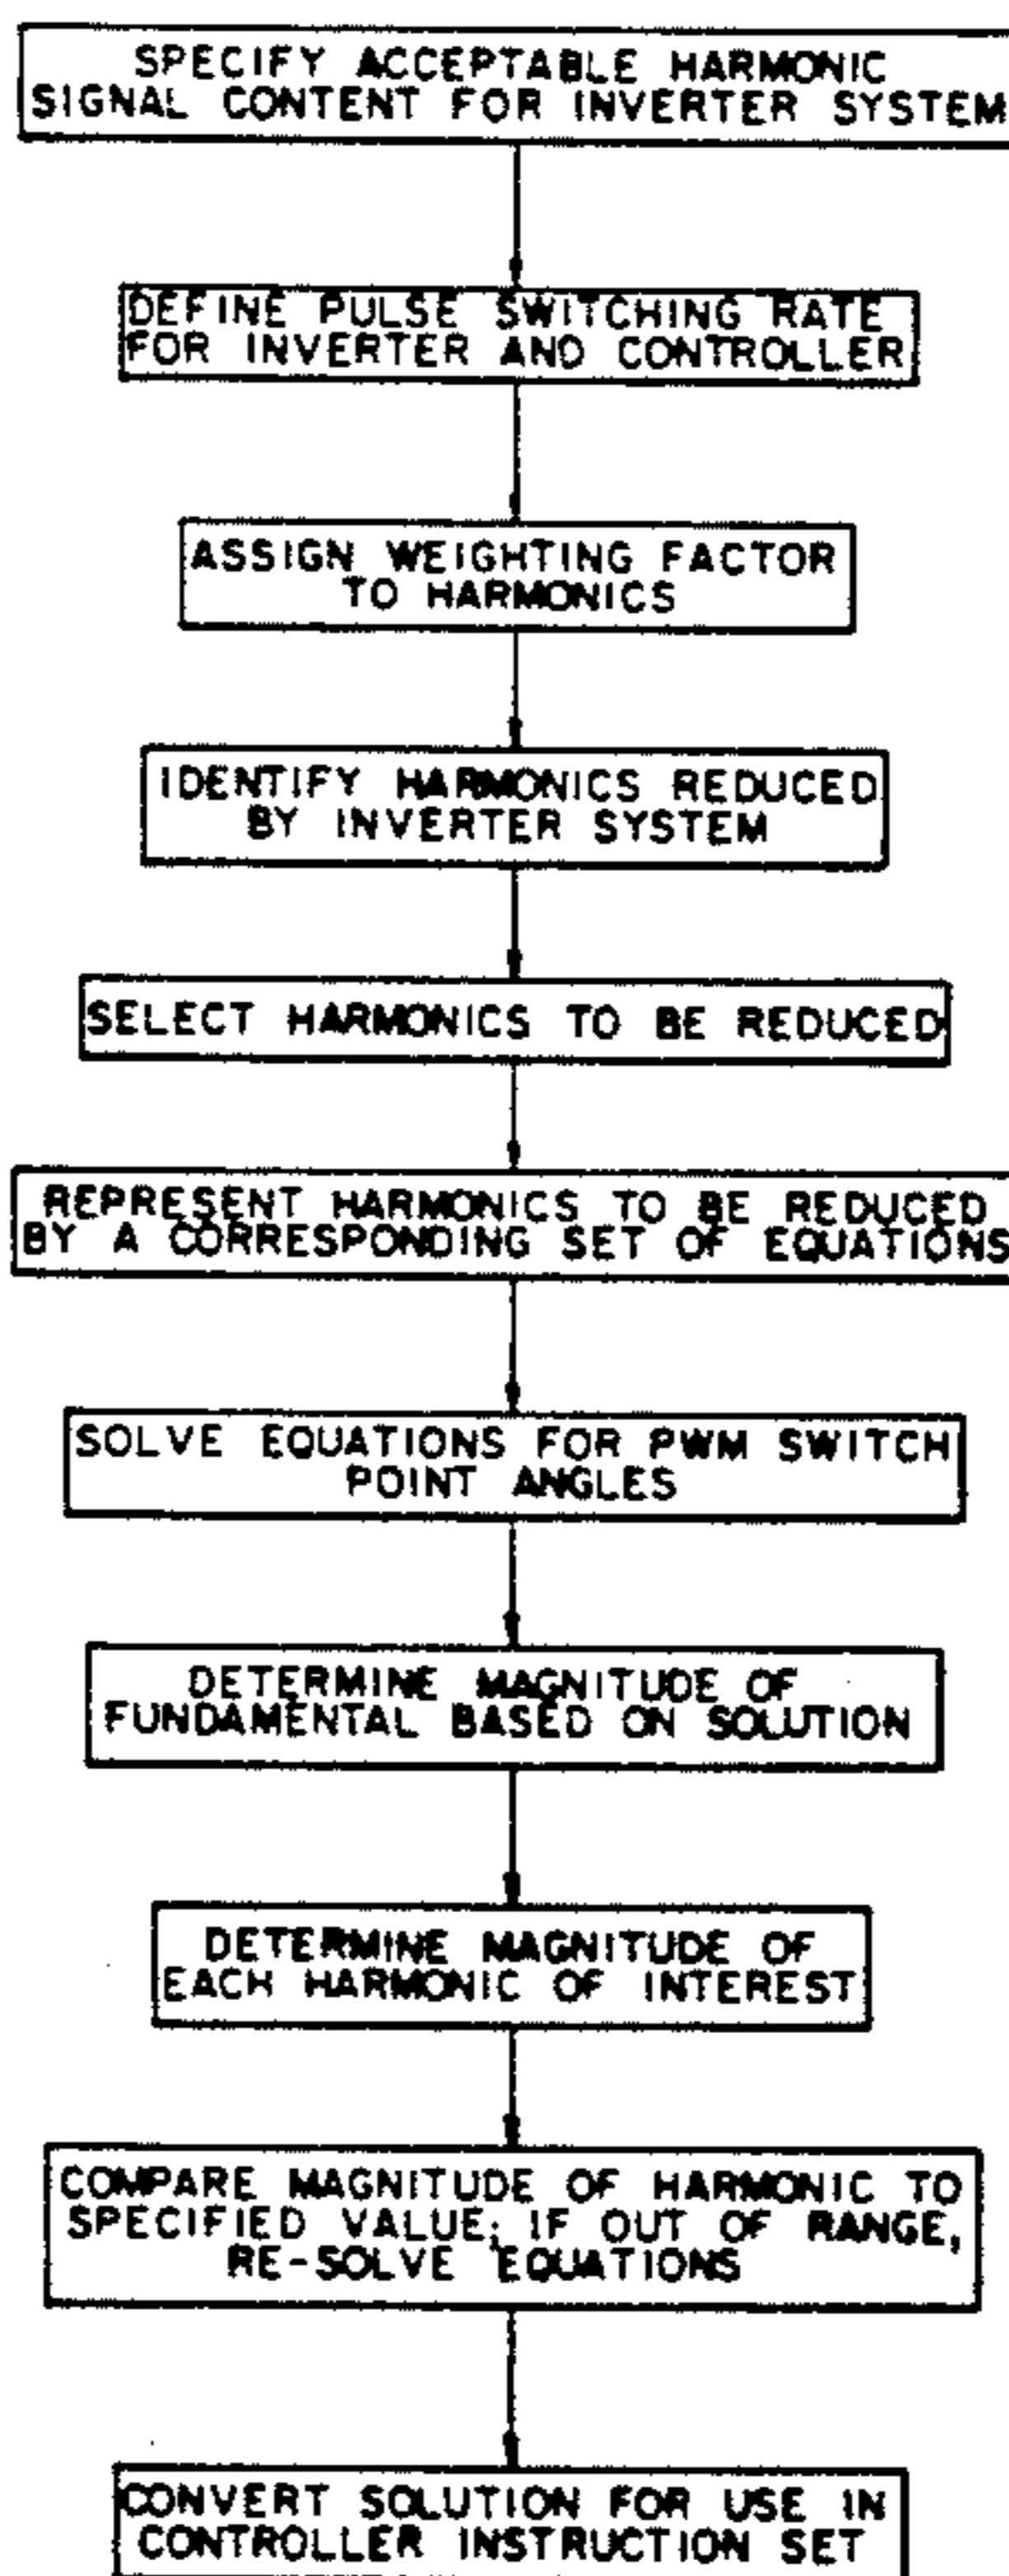 SPECIFY ACCEPTABLE HARMONIC
SIGNAL CONTENT FOR INVERTER SYSTEM
DEFINE PULSE SWITCHING RATE
FOR INVERTER AND CONTROLLER
ASSIGN WEIGHTING FACTOR
TO HARMONICS
IDENTIFY HARMONICS REDUCED
BY INVERTER SYSTEM
SELECT HARMONICS TO BE REDUCED
REPRESENT HARMONICS TO BE REDUCED
BY A CORRESPONDING SET OF EQUATIONS
SOLVE EQUATIONS FOR PWM SWITCH
POINT ANGLES
DETERMINE MAGNITUDE OF
FUNDAMENTAL BASED ON SOLUTION
DETERMINE MAGNITUDE OF
EACH HARMONIC OF INTEREST
COMPARE MAGNITUDE OF HARMONIC TO
SPECIFIED VALUE; IF OUT OF RANGE,
RE-SOLVE EQUATIONS
CONVERT SOLUTION FOR USE IN
CONTROLLER INSTRUCTION SET